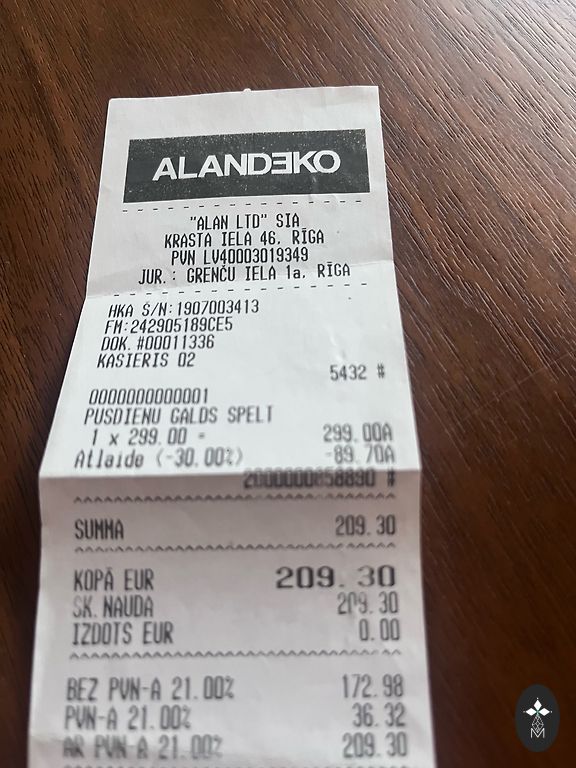 ALANDEKO
"ALAN LTD" SIA
KRASTA IELA 46, RĪGA
PVN LV40003019349
JUR.: GRENČU IELA 1a, RĪGA
HKA S/N:1907003413
FM:242905189CE5
DOK. #00011336
KASIERIS 02
5432 #
0000000000001
PUSDIENU GALDS SPELT
1 x 299.00 = 299.00A
Atlaide (-30.00%) -89.70A
2000000658890 #
SUMMA 209.30
KOPĀ EUR 209.30
SK.NAUDA 209.30
IZDOTS EUR 0.00
BEZ PVN-A 21.00% 172.98
PVN-A 21.00% 36.32
AR PVN-A 21.00% 209.30
M